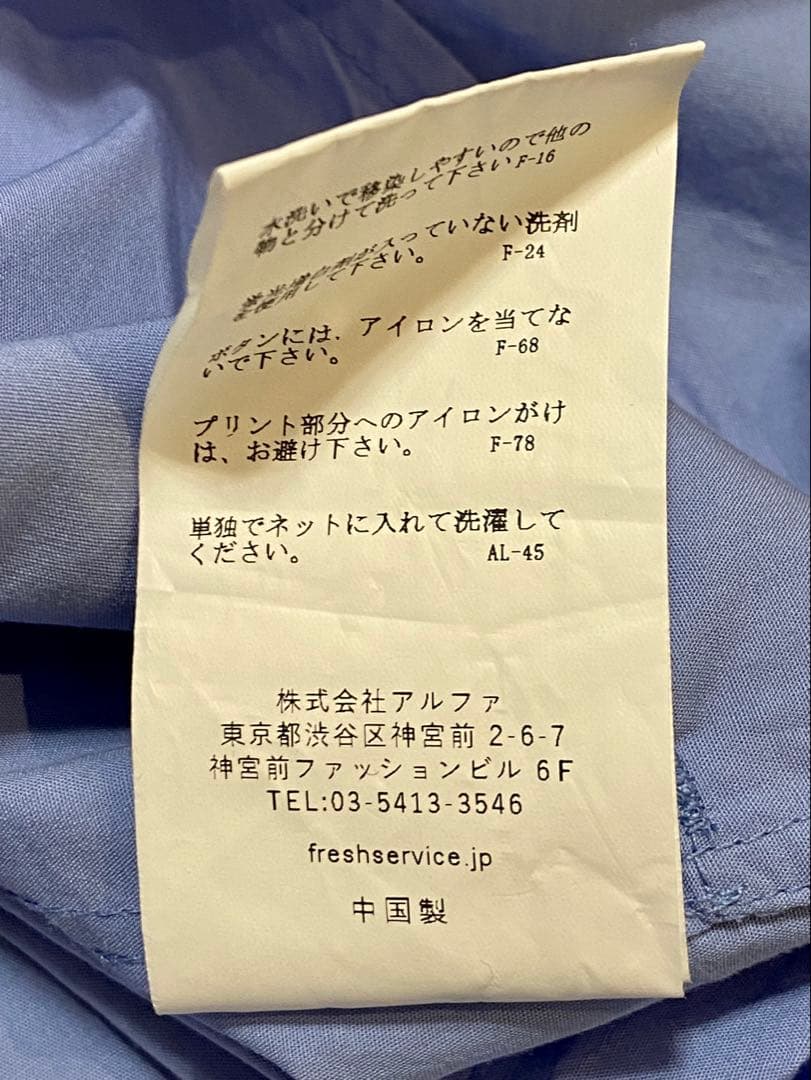 水洗いで移染しやすいので他の
物と分けて洗って下さい F-16
蛍光増白剤が入っていない洗剤
を使用して下さい。 F-24
ボタンには、アイロンを当てな
いで下さい。 F-68
プリント部分へのアイロンがけ
は、お避け下さい。 F-78
単独でネットに入れて洗濯して
ください。 AL-45
株式会社アルファ
東京都渋谷区神宮前 2-6-7
神宮前ファッションビル 6F
TEL:03-5413-3546
freshservice.jp
中国製